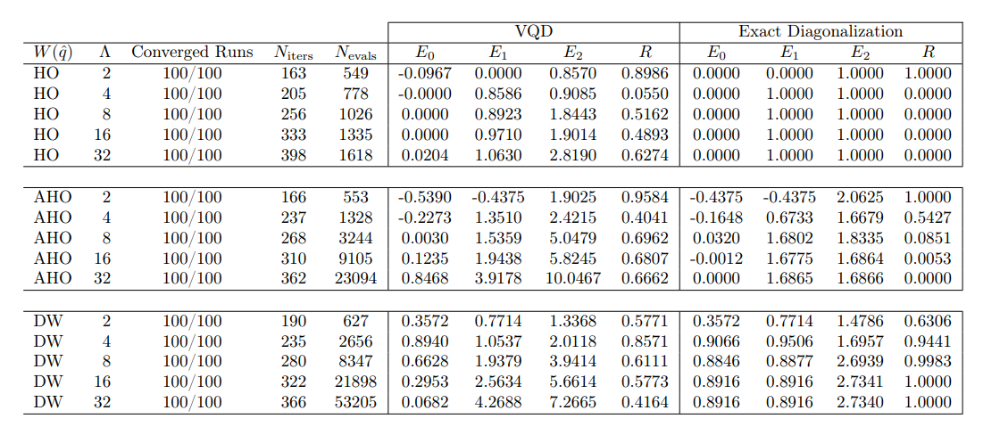 VQD Exact Diagonalization
W(q̂) Λ Converged Runs N_iters N_evals E_0 E_1 E_2 R E_0 E_1 E_2 R
HO 2 100/100 163 549 -0.0967 0.0000 0.8570 0.8986 0.0000 0.0000 1.0000 1.0000
HO 4 100/100 205 778 -0.0000 0.8586 0.9085 0.0550 0.0000 1.0000 1.0000 0.0000
HO 8 100/100 256 1026 0.0000 0.8923 1.8443 0.5162 0.0000 1.0000 1.0000 0.0000
HO 16 100/100 333 1335 0.0000 0.9710 1.9014 0.4893 0.0000 1.0000 1.0000 0.0000
HO 32 100/100 398 1618 0.0204 1.0630 2.8190 0.6274 0.0000 1.0000 1.0000 0.0000
AHO 2 100/100 166 553 -0.5390 -0.4375 1.9025 0.9584 -0.4375 -0.4375 2.0625 1.0000
AHO 4 100/100 237 1328 -0.2273 1.3510 2.4215 0.4041 -0.1648 0.6733 1.6679 0.5427
AHO 8 100/100 268 3244 0.0030 1.5359 5.0479 0.6962 0.0320 1.6802 1.8335 0.0851
AHO 16 100/100 310 9105 0.1235 1.9438 5.8245 0.6807 -0.0012 1.6775 1.6864 0.0053
AHO 32 100/100 362 23094 0.8468 3.9178 10.0467 0.6662 0.0000 1.6865 1.6866 0.0000
DW 2 100/100 190 627 0.3572 0.7714 1.3368 0.5771 0.3572 0.7714 1.4786 0.6306
DW 4 100/100 235 2656 0.8940 1.0537 2.0118 0.8571 0.9066 0.9506 1.6957 0.9441
DW 8 100/100 280 8347 0.6628 1.9379 3.9414 0.6111 0.8846 0.8877 2.6939 0.9983
DW 16 100/100 322 21898 0.2953 2.5634 5.6614 0.5773 0.8916 0.8916 2.7341 1.0000
DW 32 100/100 366 53205 0.0682 4.2688 7.2665 0.4164 0.8916 0.8916 2.7340 1.0000